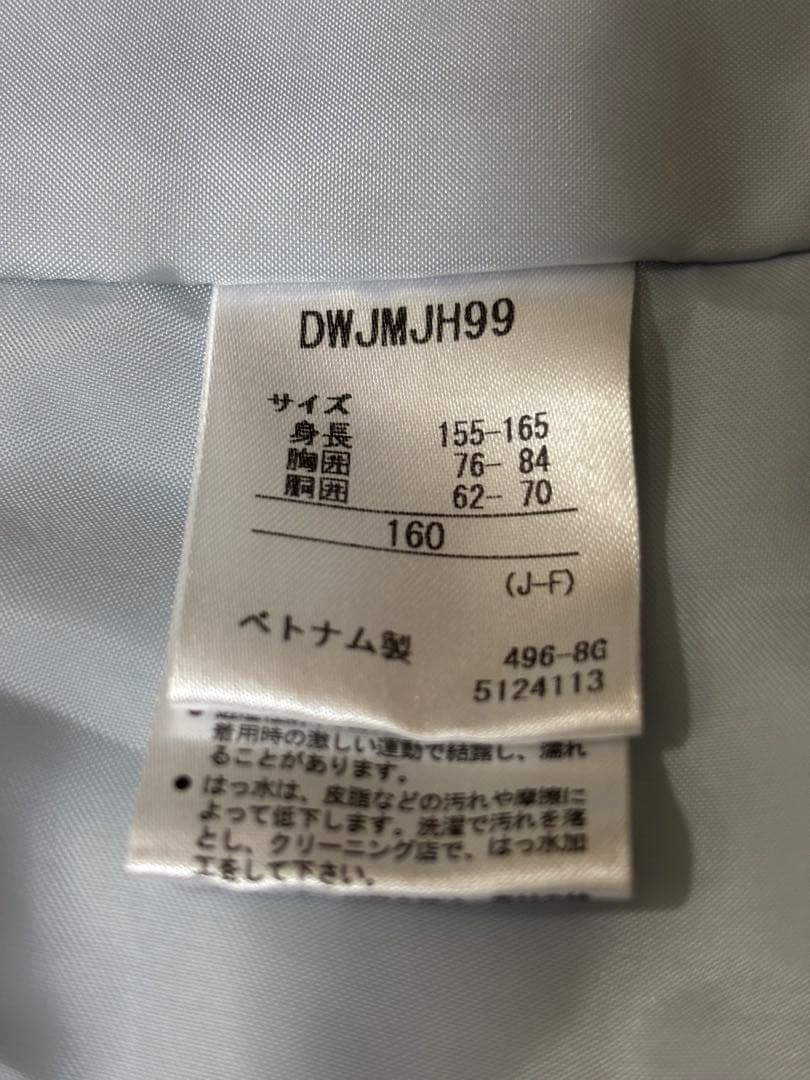 DWJMJH99
サイズ
身長 155-165
胸囲 76- 84
胴囲 62- 70
160
(J-F)
ベトナム製 496-8G
5124113
着用時の激しい運動で結露し、濡れ
ることがあります。
● はっ水は、皮脂などの汚れや摩擦に
よって低下します。洗濯で汚れを落
とし、クリーニング店で、はっ水加
工をして下さい。